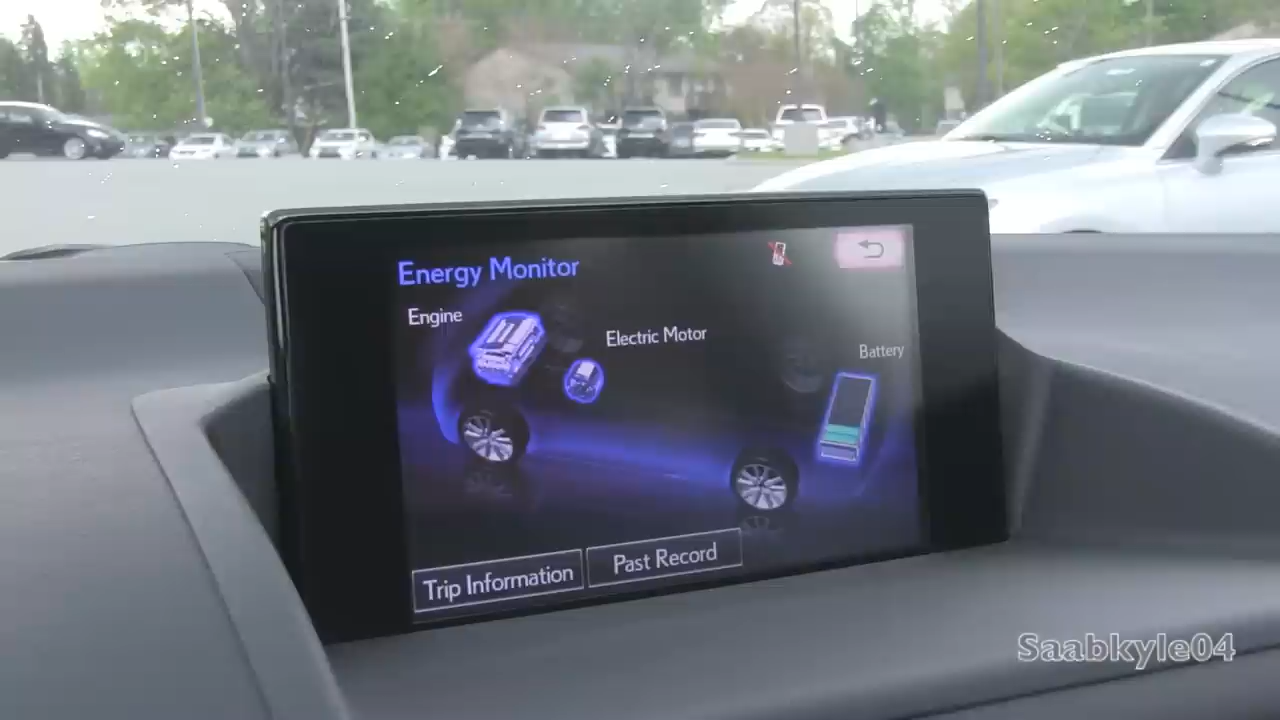 Energy Monitor
Engine
Electric Motor
Battery
Trip Information
Past Record
Saabkyle04